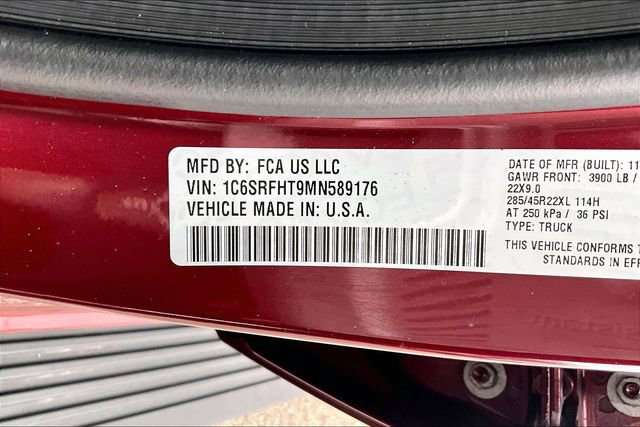 MFD BY: FCA US LLC
VIN: 1C6SRFHT9MN589176
VEHICLE MADE IN: U.S.A.
DATE OF MFR (BUILT): 11
GAWR FRONT: 3900 LB /
22X9.0
285/45R22XL 114H
AT 250 kPa / 36 PSI
TYPE: TRUCK
THIS VEHICLE CONFORMS T
STANDARDS IN EFF